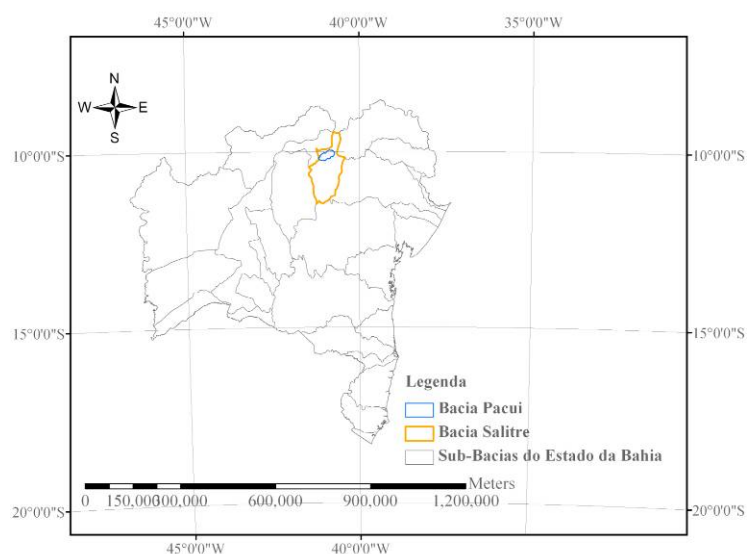 45°0'0"W
40°0'0"W
35°0'0"W
N
W E
S
10°0'0"S
10°0'0"S
15°0'0"S
15°0'0"S
Legenda
Bacia Pacui
Bacia Salitre
Sub-Bacias do Estado da Bahia
Meters
0 150,000 300,000 600,000 900,000 1,200,000
20°0'0"S
20°0'0"S
45°0'0"W
40°0'0"W